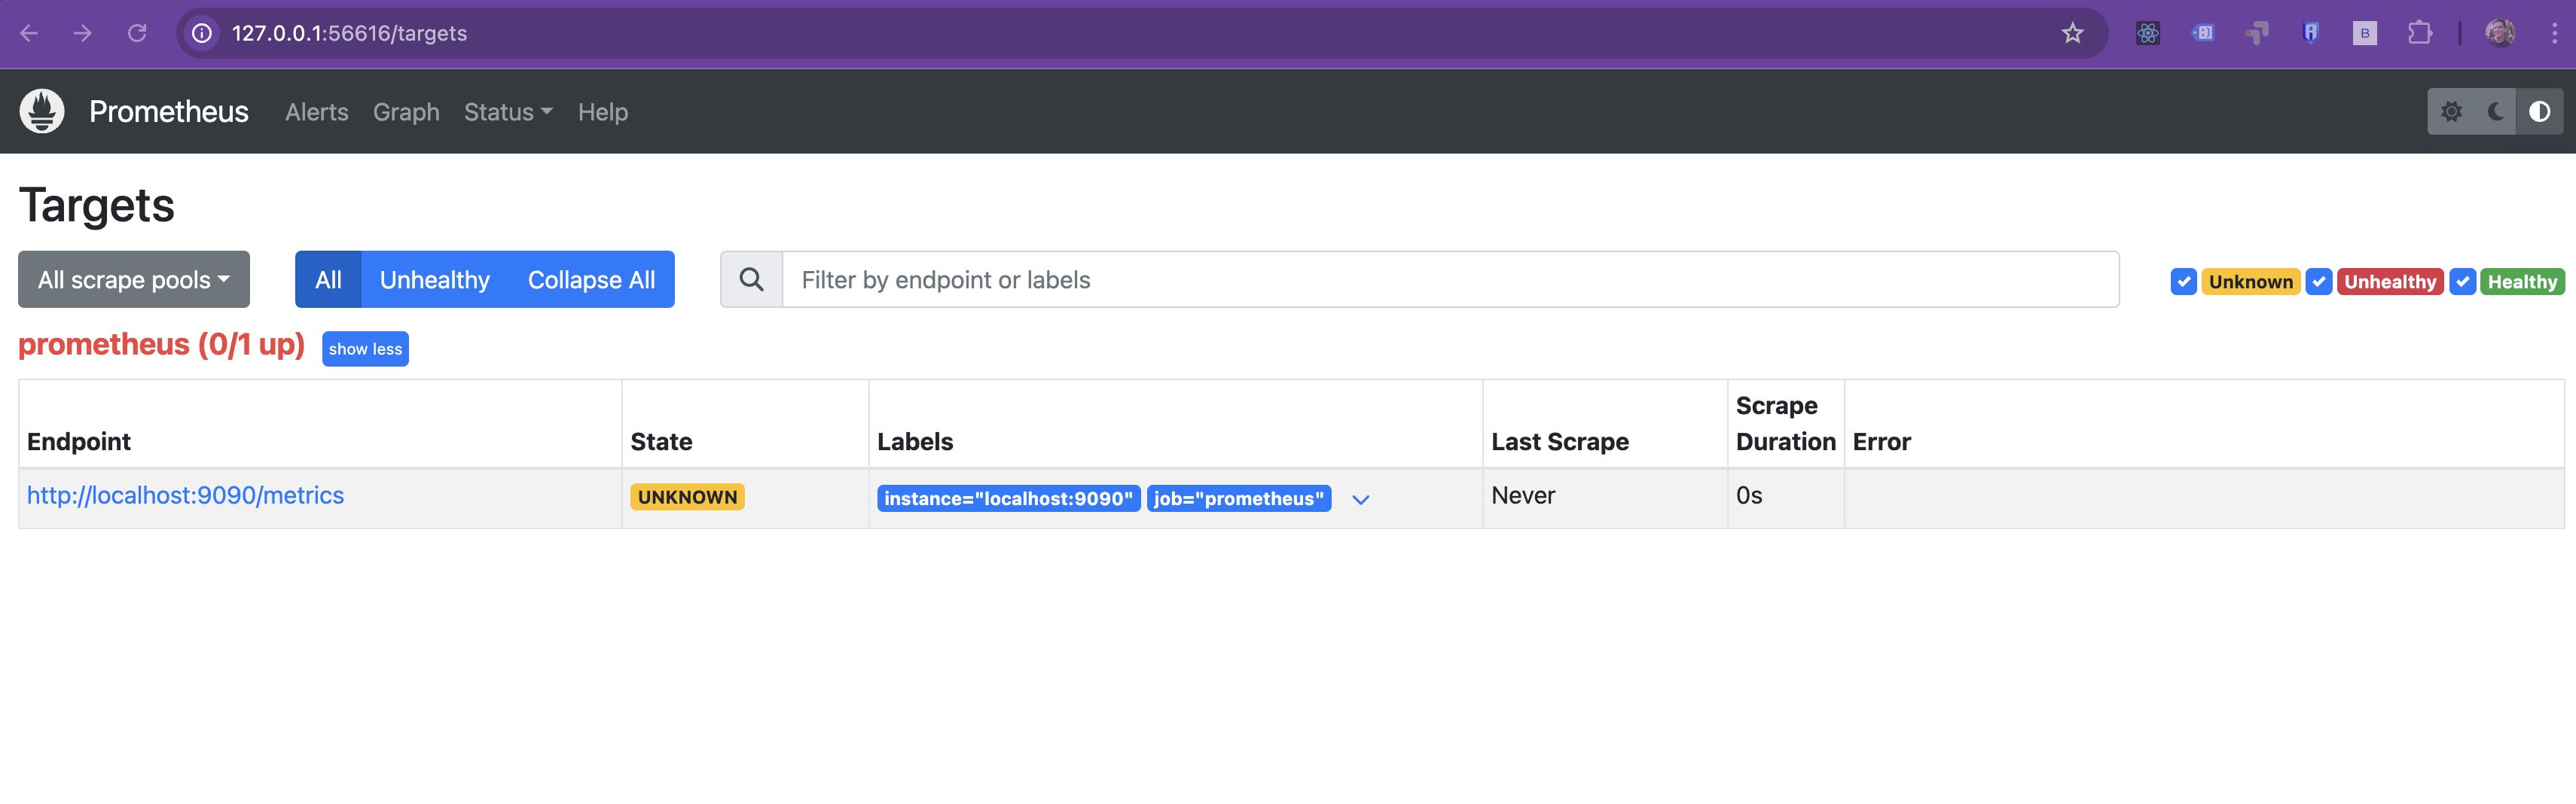 127.0.0.1:56616/targets
B
Prometheus Alerts Graph Status Help
Targets
All scrape pools All Unhealthy Collapse All Filter by endpoint or labels Unknown Unhealthy Healthy
prometheus (0/1 up) show less
Endpoint State Labels Last Scrape Scrape Duration Error
http://localhost:9090/metrics UNKNOWN instance="localhost:9090" job="prometheus" Never 0s